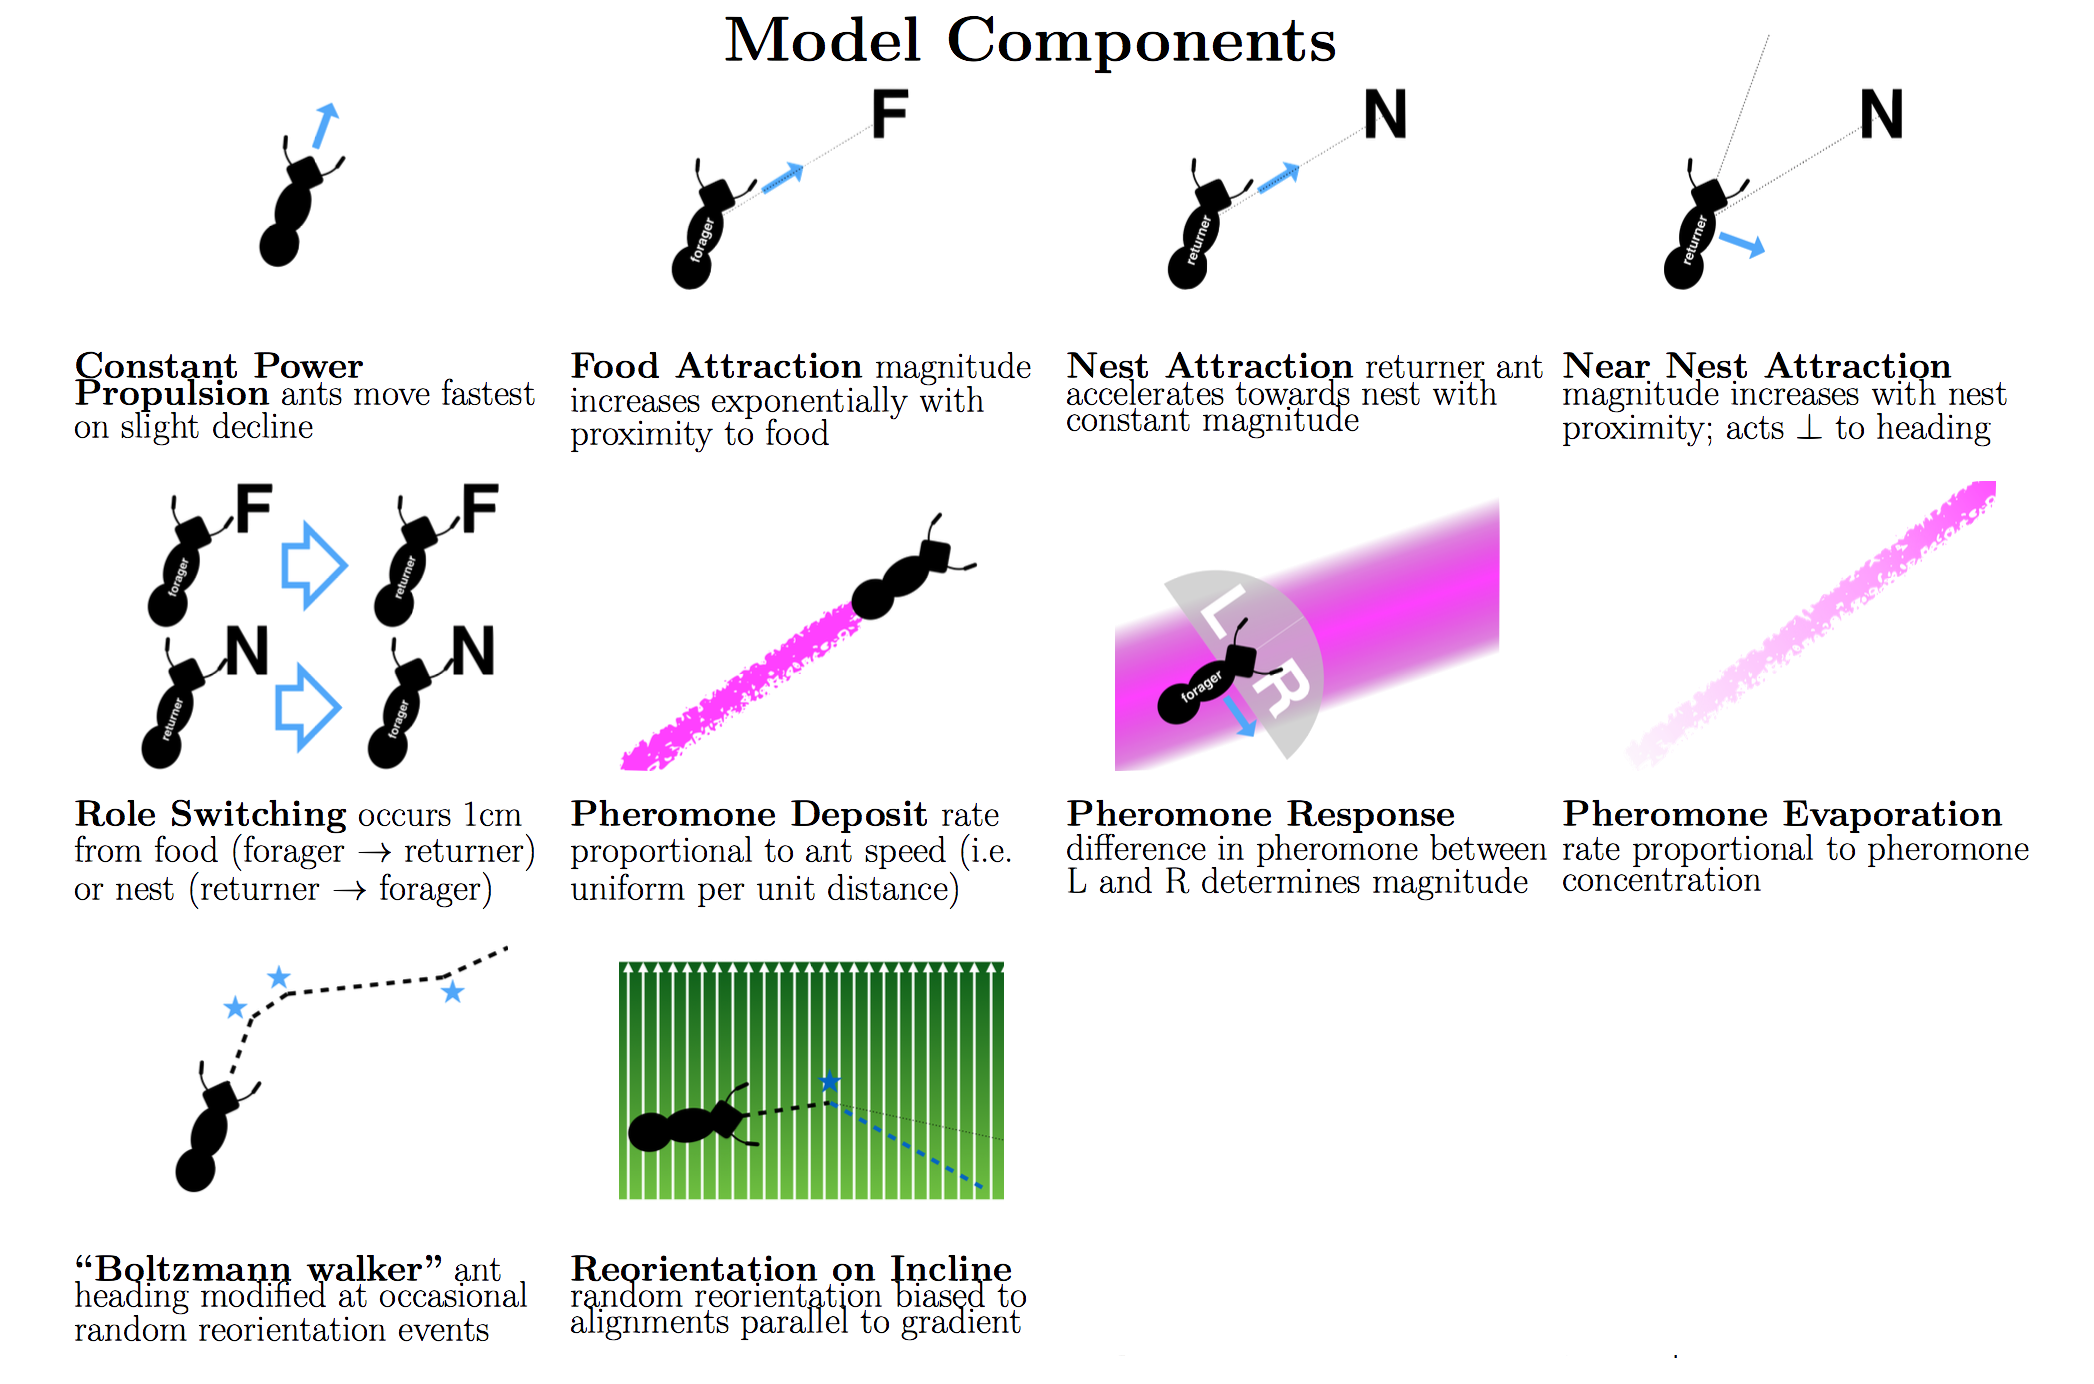 Model Components
F
N
N
forager
returner
returner
Constant Power
Propulsion ants move fastest
on slight decline
Food Attraction magnitude
increases exponentially with
proximity to food
Nest Attraction returner ant
accelerates towards nest with
constant magnitude
Near Nest Attraction
magnitude increases with nest
proximity; acts ⊥ to heading
F
F
forager
returner
N
N
returner
forager
L
R
forager
Role Switching occurs 1cm
from food (forager → returner)
or nest (returner → forager)
Pheromone Deposit rate
proportional to ant speed (i.e.
uniform per unit distance)
Pheromone Response
difference in pheromone between
L and R determines magnitude
Pheromone Evaporation
rate proportional to pheromone
concentration
“Boltzmann walker” ant
heading modified at occasional
random reorientation events
Reorientation on Incline
random reorientation biased to
alignments parallel to gradient